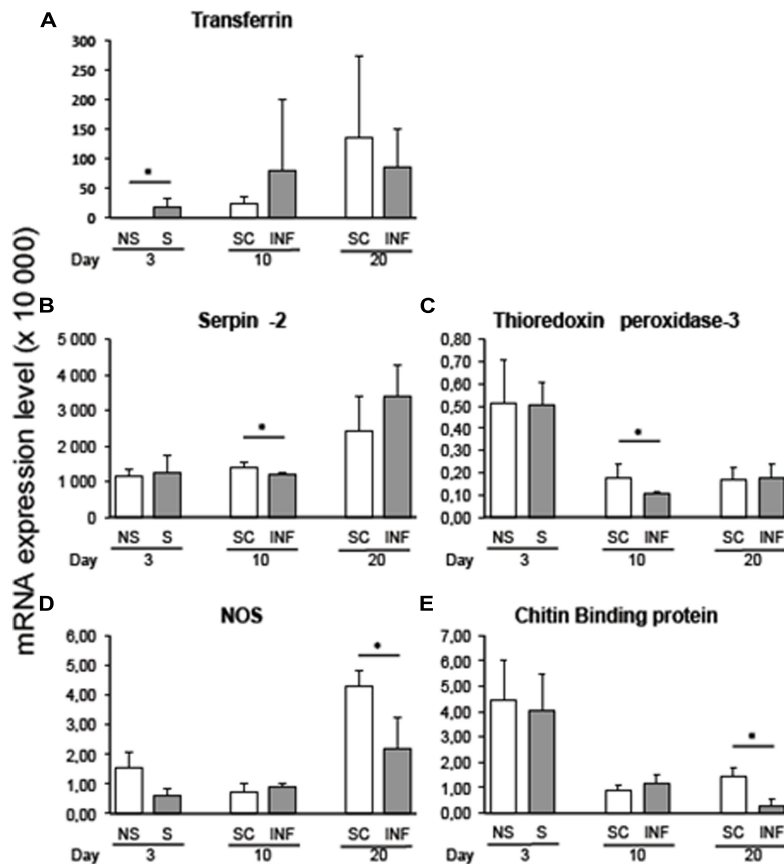 A
Transferrin
300
250
200
150
100
50
0
NS S SC INF SC INF
Day 3 10 20
mRNA expression level (x 10 000)
B
Serpin -2
5 000
4 000
3 000
2 000
1 000
0
*
NS S SC INF SC INF
Day 3 10 20
C
Thioredoxin peroxidase-3
0,80
0,70
0,60
0,50
0,40
0,30
0,20
0,10
0,00
*
NS S SC INF SC INF
Day 3 10 20
D
NOS
6,00
5,00
4,00
3,00
2,00
1,00
0,00
*
NS S SC INF SC INF
Day 3 10 20
E
Chitin Binding protein
7,00
6,00
5,00
4,00
3,00
2,00
1,00
0,00
*
NS S SC INF SC INF
Day 3 10 20